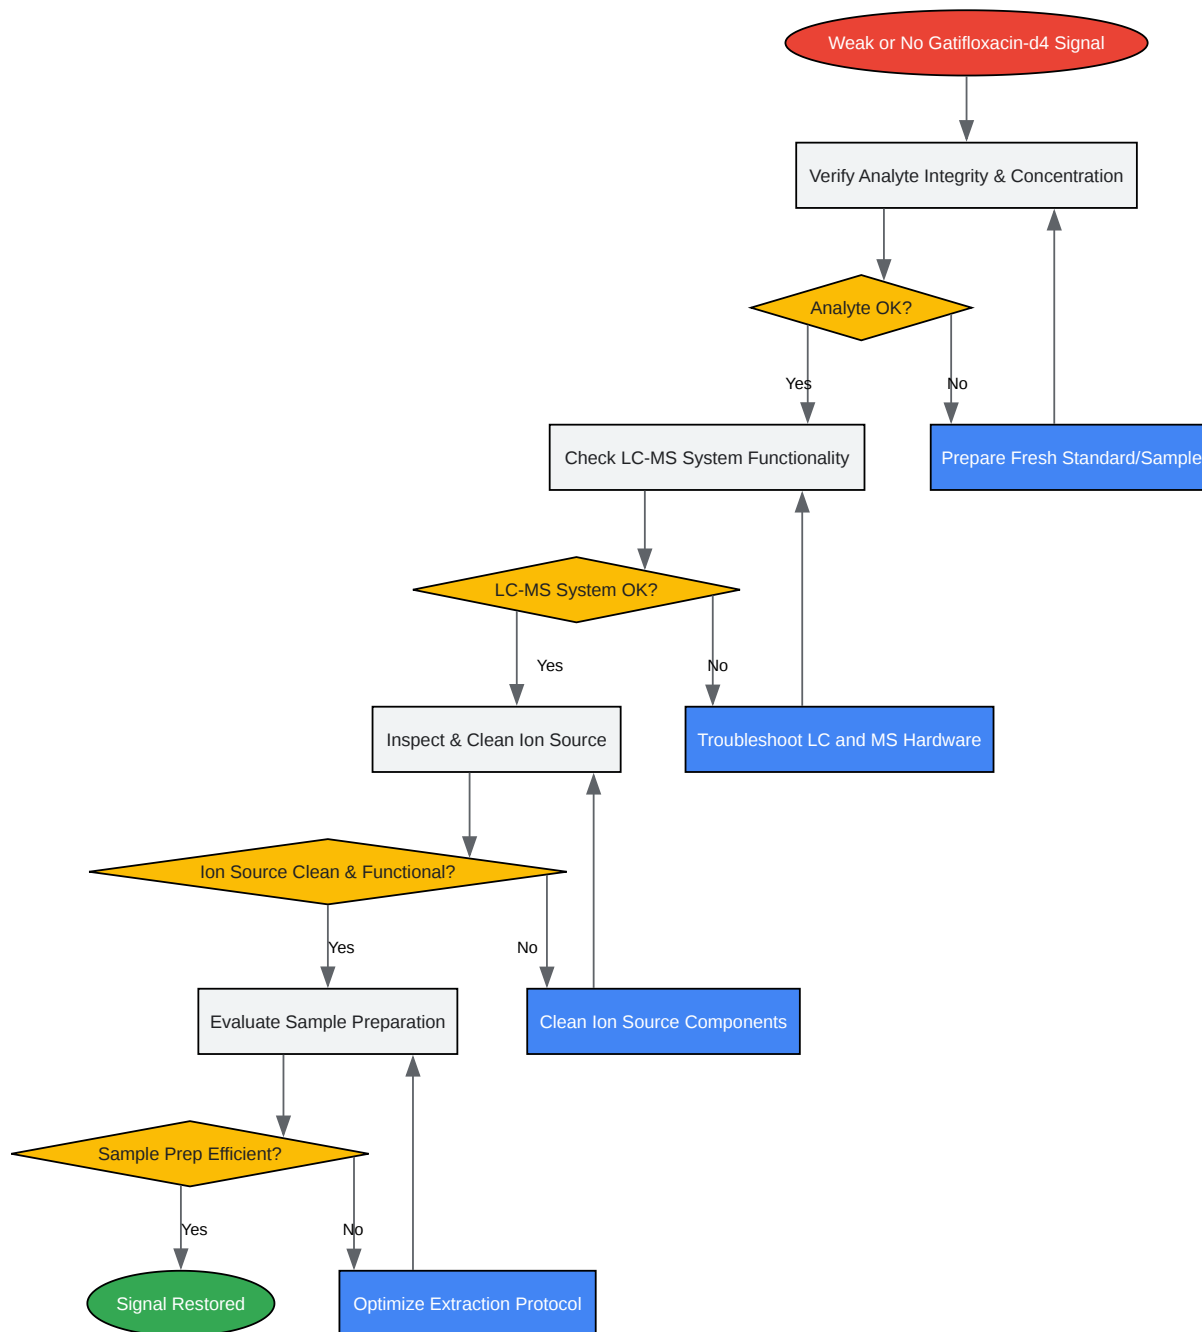 Weak or No Gatifloxacin-d4 Signal
Verify Analyte Integrity & Concentration
Analyte OK?
Yes
No
Check LC-MS System Functionality
Prepare Fresh Standard/Sample
LC-MS System OK?
Yes
No
Inspect & Clean Ion Source
Troubleshoot LC and MS Hardware
Ion Source Clean & Functional?
Yes
No
Evaluate Sample Preparation
Clean Ion Source Components
Sample Prep Efficient?
Yes
No
Signal Restored
Optimize Extraction Protocol